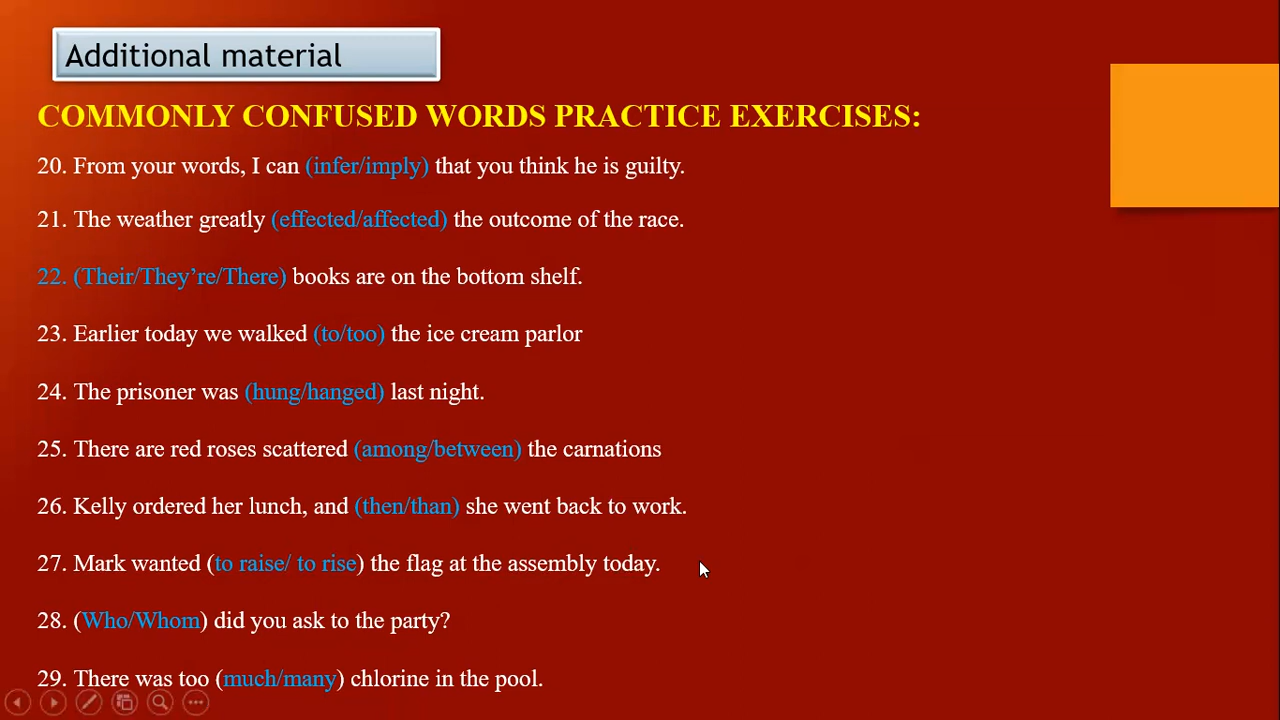 Additional material
COMMONLY CONFUSED WORDS PRACTICE EXERCISES:
20. From your words, I can (infer/imply) that you think he is guilty.
21. The weather greatly (effected/affected) the outcome of the race.
22. (Their/They’re/There) books are on the bottom shelf.
23. Earlier today we walked (to/too) the ice cream parlor
24. The prisoner was (hung/hanged) last night.
25. There are red roses scattered (among/between) the carnations
26. Kelly ordered her lunch, and (then/than) she went back to work.
27. Mark wanted (to raise/ to rise) the flag at the assembly today.
28. (Who/Whom) did you ask to the party?
29. There was too (much/many) chlorine in the pool.